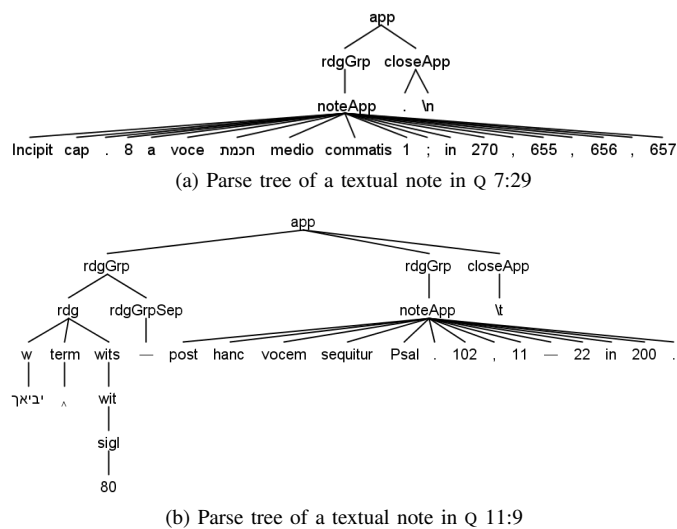 app
rdgGrp closeApp
noteApp . \n
Incipit cap . 8 a voce חכמת medio commatis 1 ; in 270 , 655 , 656 , 657
(a) Parse tree of a textual note in Q 7:29
app
rdgGrp rdgGrp closeApp
rdg rdgGrpSep noteApp \t
w term wits — post hanc vocem sequitur Psal . 102 , 11 — 22 in 200 .
יביאך ^ wit
sigl
80
(b) Parse tree of a textual note in Q 11:9